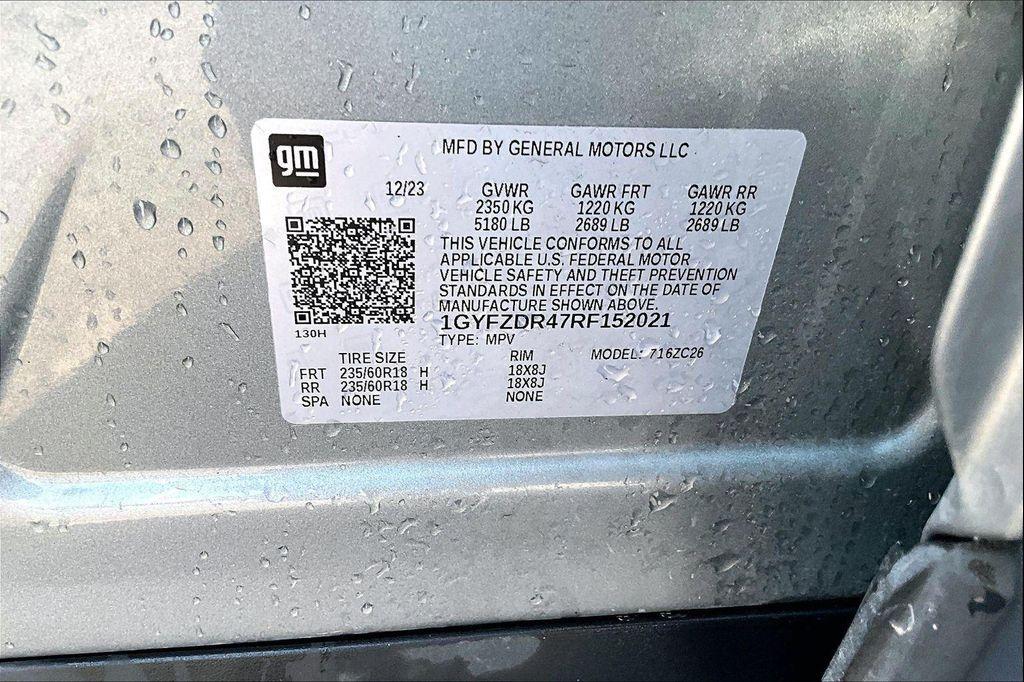 gm
MFD BY GENERAL MOTORS LLC
12/23 GVWR GAWR FRT GAWR RR
2350 KG 1220 KG 1220 KG
5180 LB 2689 LB 2689 LB
THIS VEHICLE CONFORMS TO ALL
APPLICABLE U.S. FEDERAL MOTOR
VEHICLE SAFETY AND THEFT PREVENTION
STANDARDS IN EFFECT ON THE DATE OF
MANUFACTURE SHOWN ABOVE.
1GYFZDR47RF152021
130H
TYPE: MPV
TIRE SIZE RIM MODEL: 716ZC26
FRT 235/60R18 H 18X8J
RR 235/60R18 H 18X8J
SPA NONE NONE